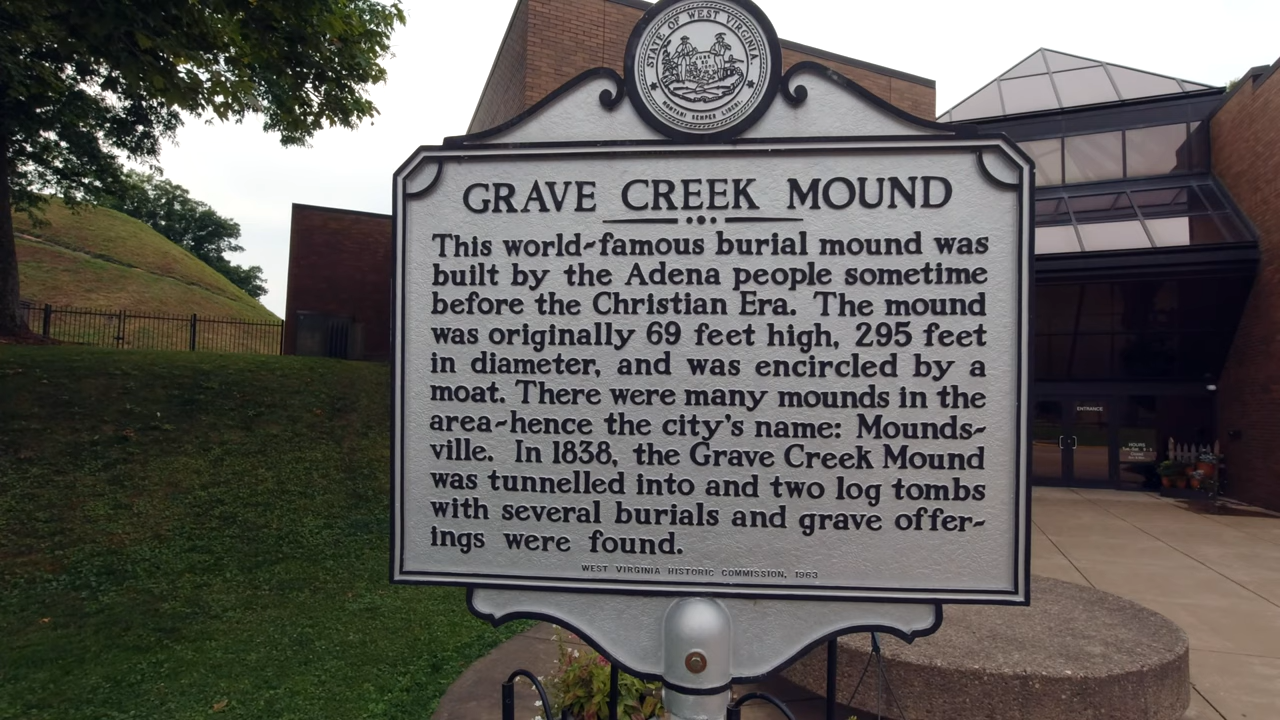 STATE OF WEST VIRGINIA.
MONTANI SEMPER LIBERI.
GRAVE CREEK MOUND
This world-famous burial mound was
built by the Adena people sometime
before the Christian Era. The mound
was originally 69 feet high, 295 feet
in diameter, and was encircled by a
moat. There were many mounds in the
area-hence the city's name: Mounds-
ville. In 1838, the Grave Creek Mound
was tunnelled into and two log tombs
with several burials and grave offer-
ings were found.
WEST VIRGINIA HISTORIC COMMISSION, 1963
ENTRANCE
HOURS